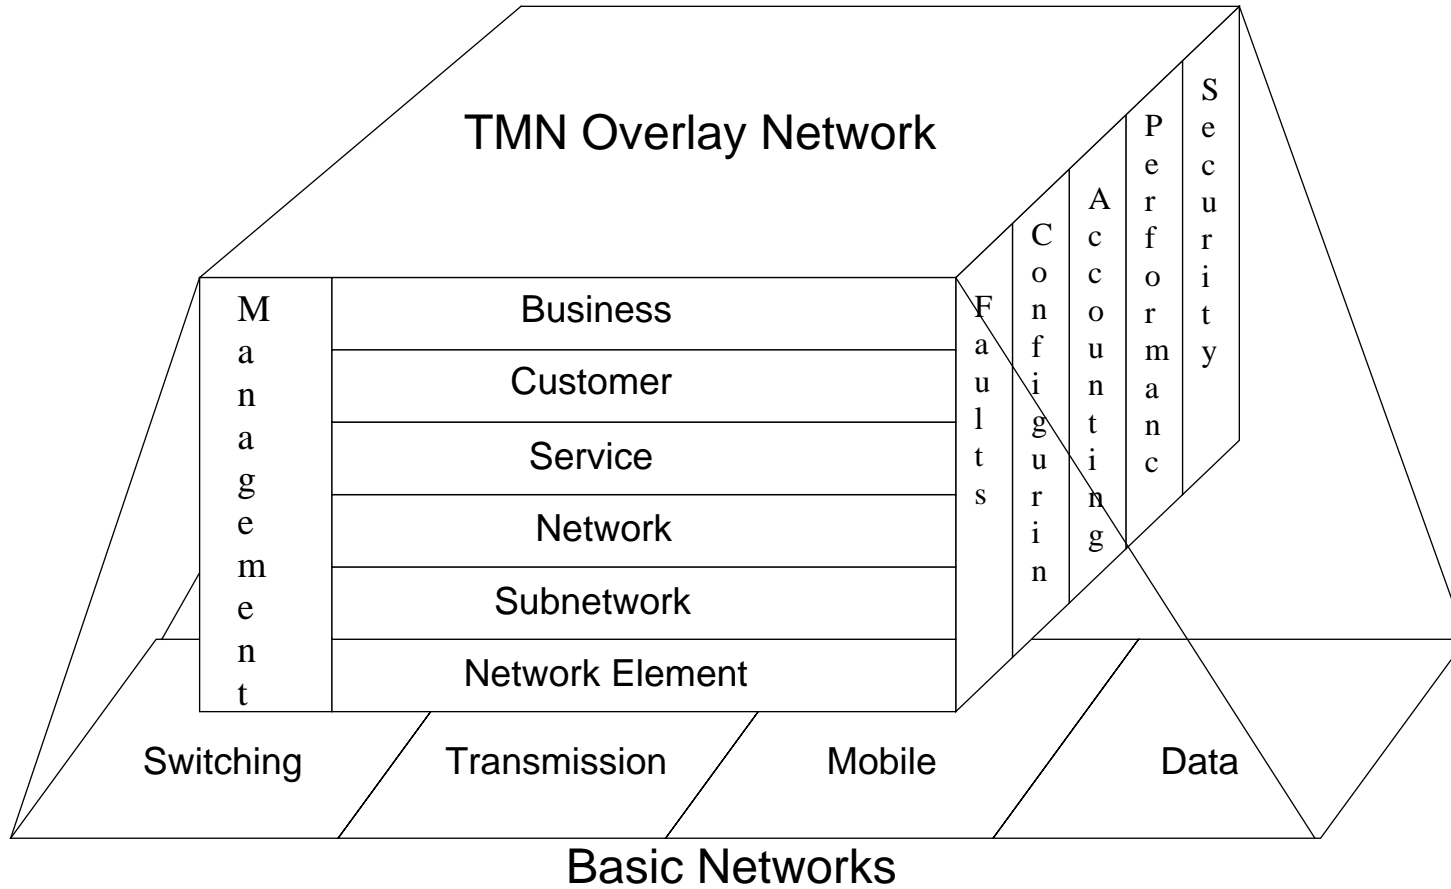 TMN Overlay Network
Management
Business
Customer
Service
Network
Subnetwork
Network Element
Faults
Configurin
Accounting
Performanc
Security
Switching
Transmission
Mobile
Data
Basic Networks